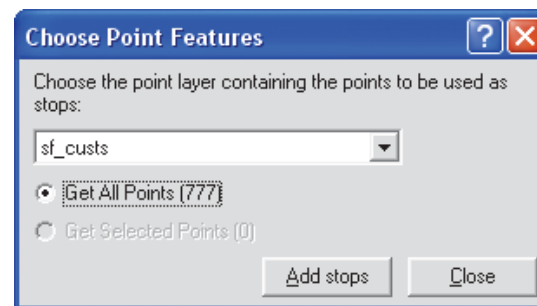 Choose Point Features
Choose the point layer containing the points to be used as
stops:
sf_custs
Get All Points (777)
Get Selected Points (0)
Add stops
Close